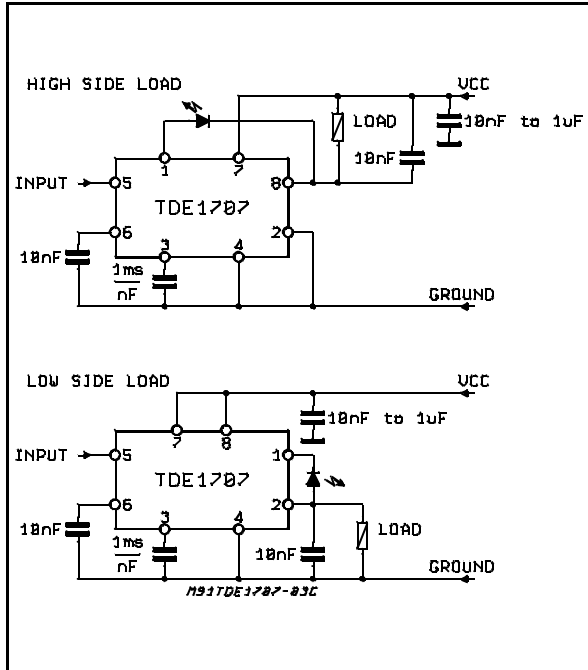 HIGH SIDE LOAD
VCC
LOAD
10nF to 1uF
10nF
1
7
INPUT
5
8
TDE1707
6
2
10nF
3
4
1ms
nF
GROUND
LOW SIDE LOAD
VCC
10nF to 1uF
7
8
INPUT
5
1
TDE1707
6
2
10nF
3
4
LOAD
1ms
nF
10nF
GROUND
M91TDE1707-03C